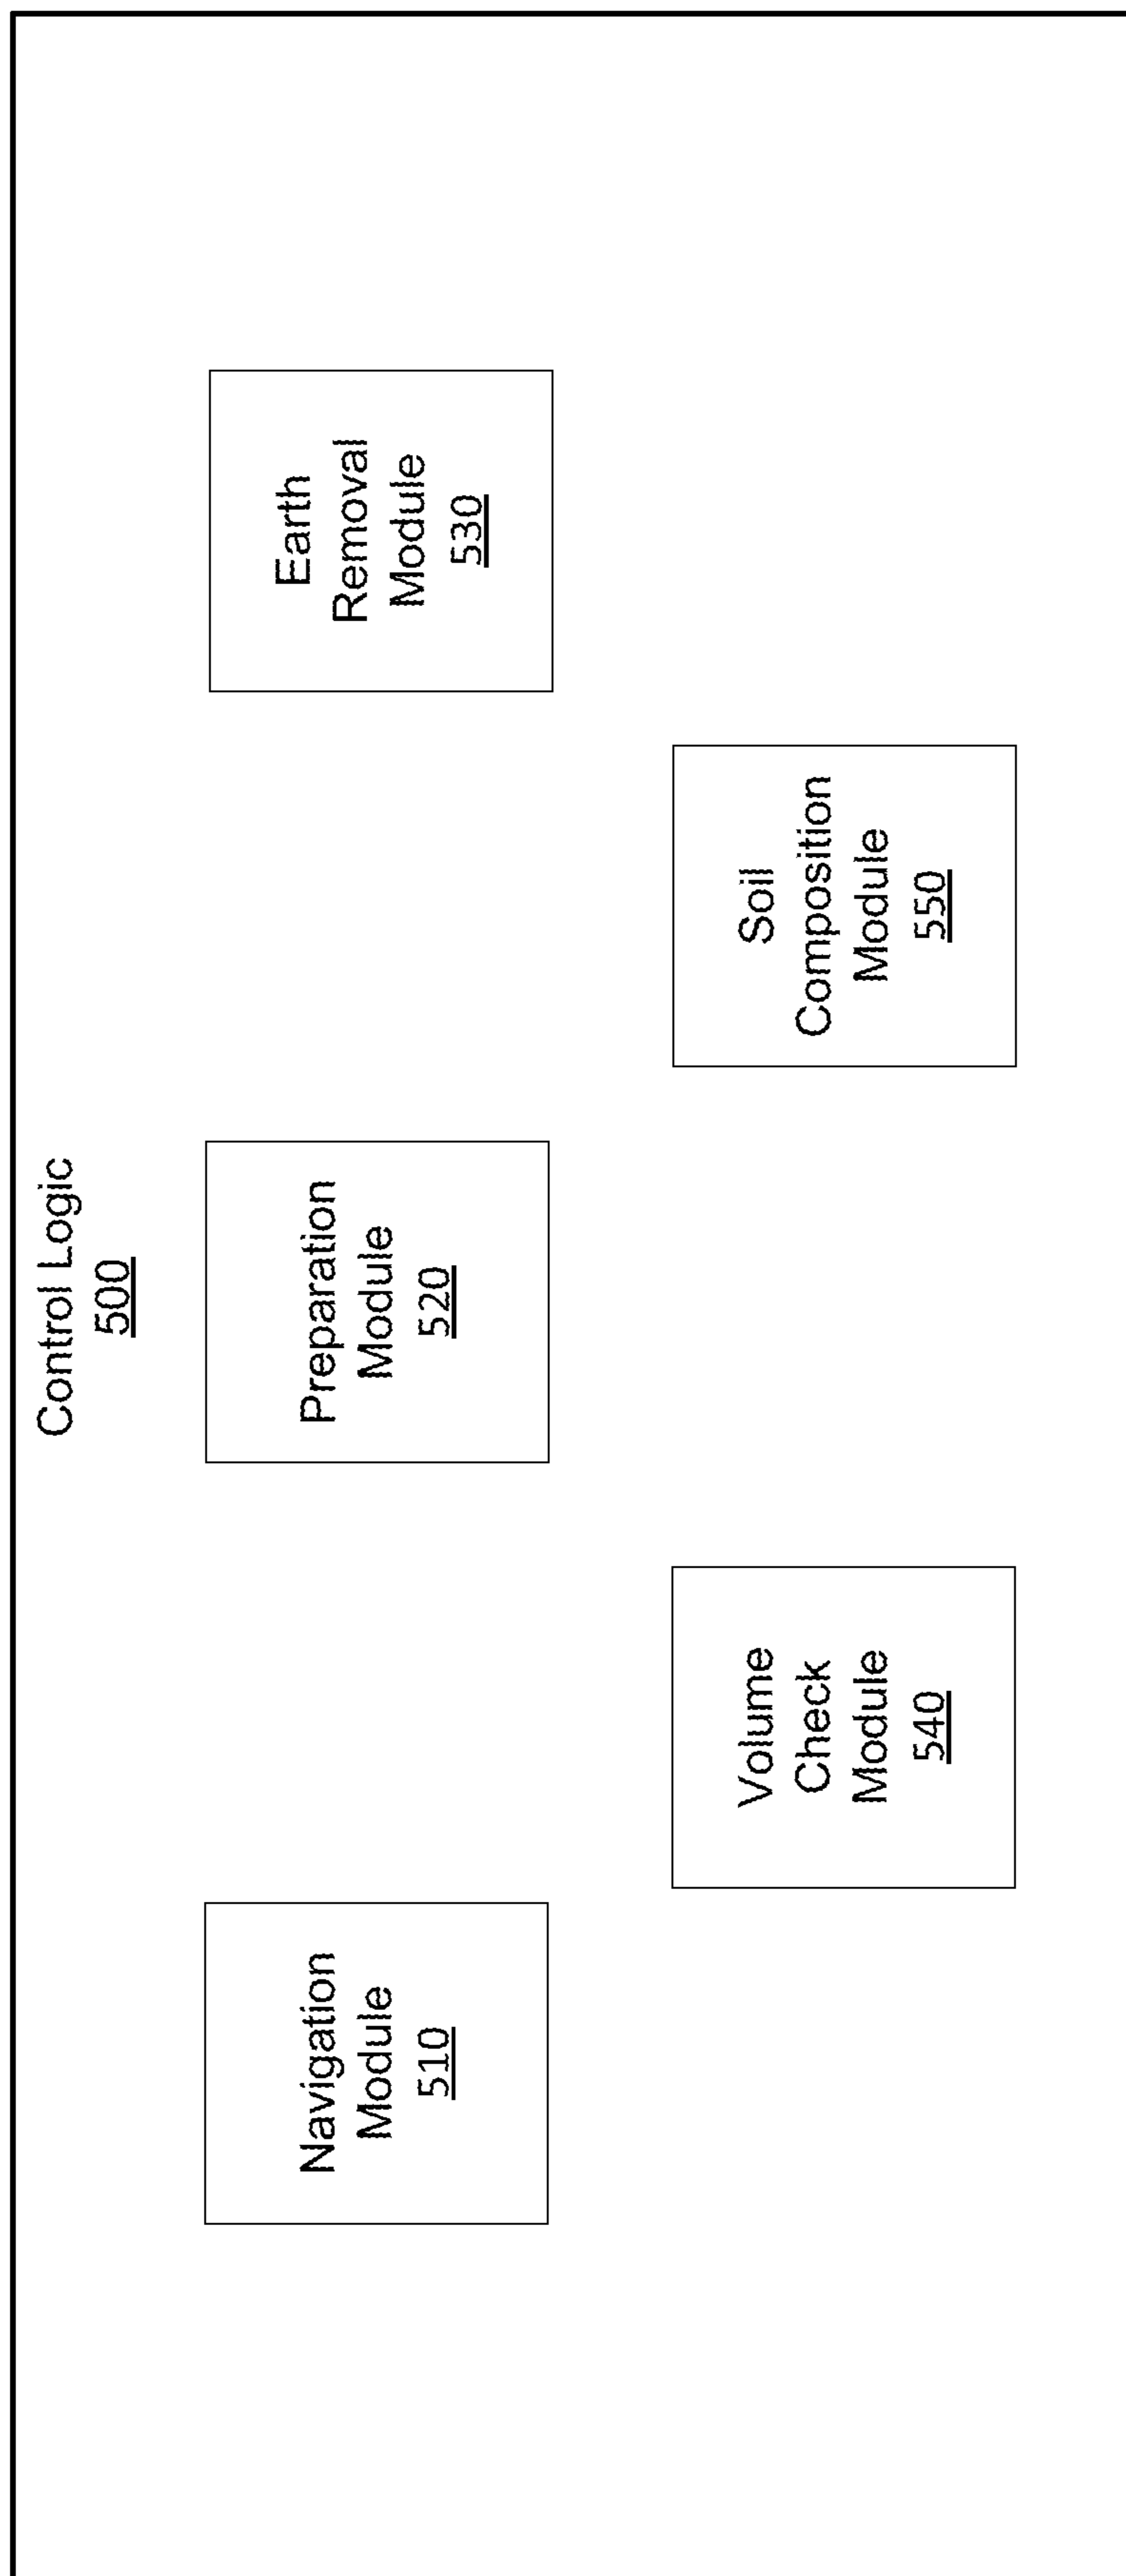 Control Logic
500
Navigation
Module
510
Preparation
Module
520
Earth
Removal
Module
530
Volume
Check
Module
540
Soil
Composition
Module
550